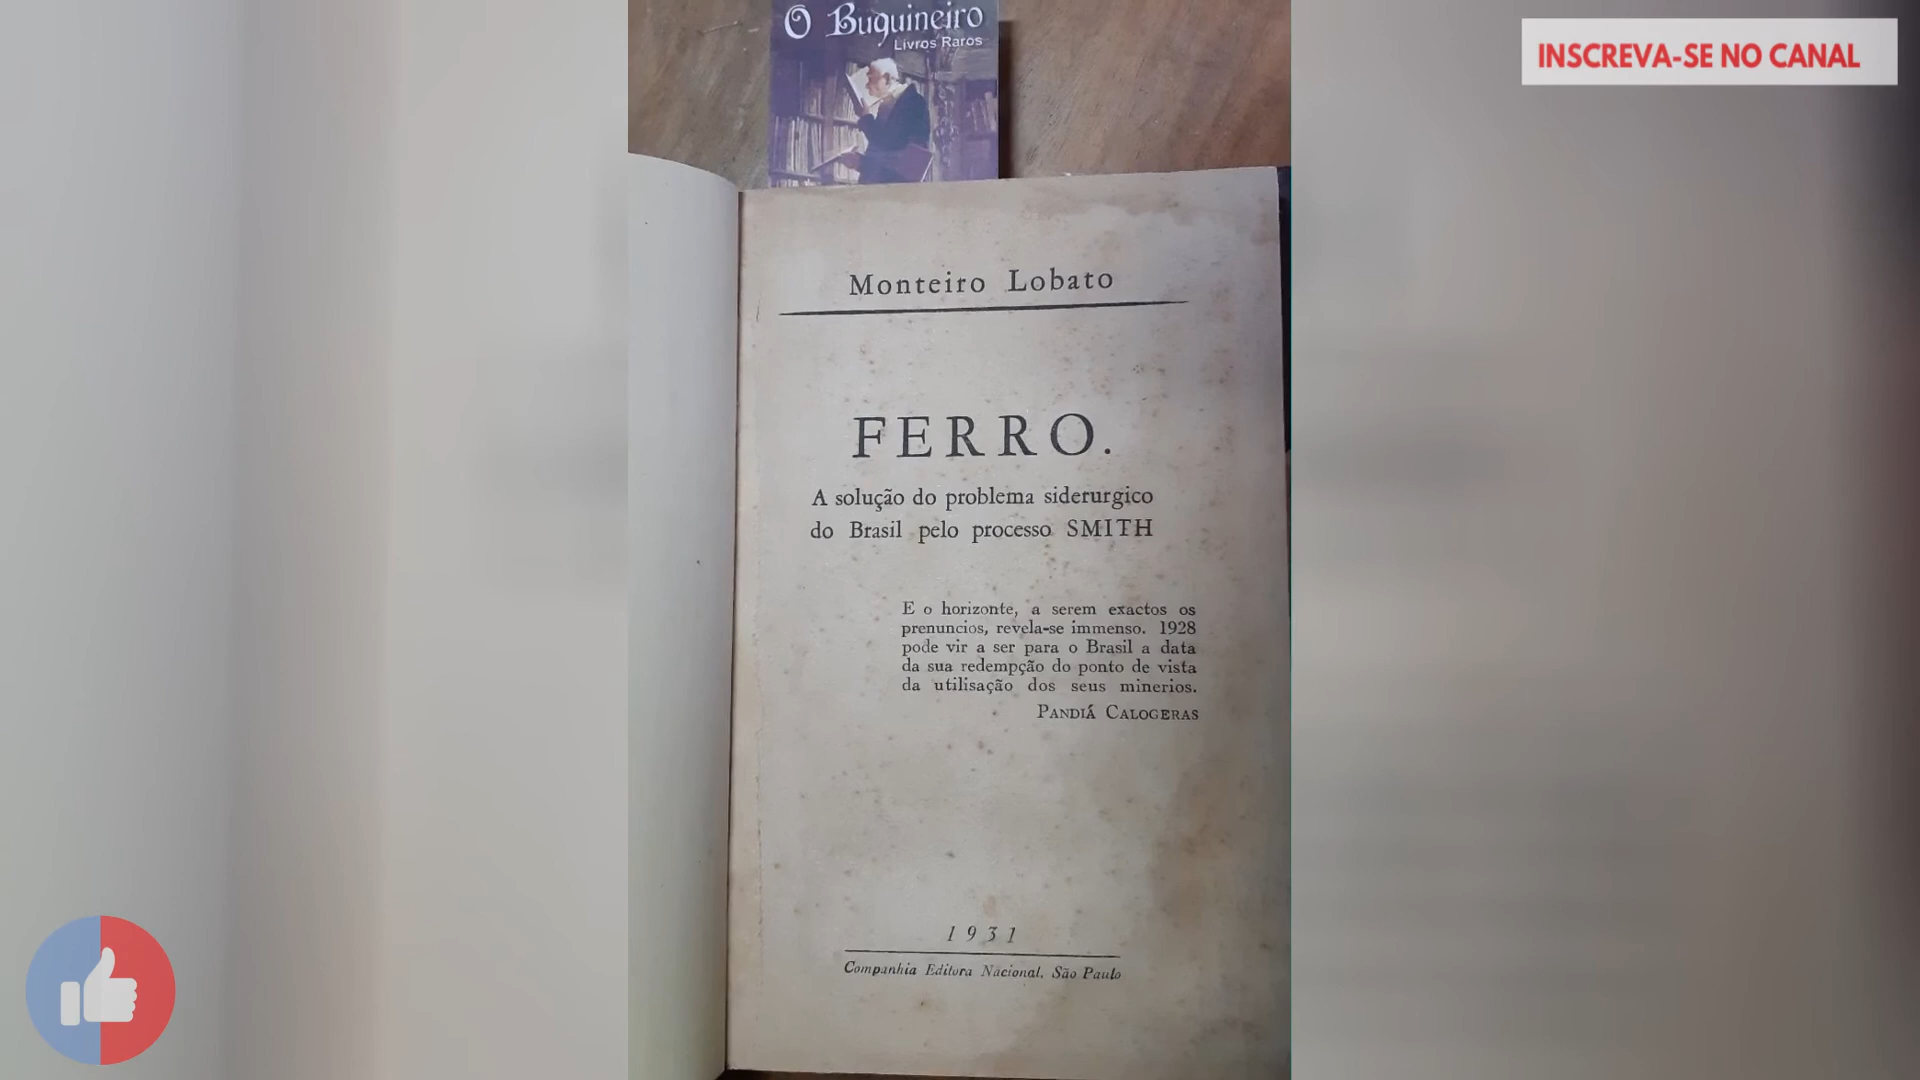 O Buquineiro
Livros Raros
INSCREVA-SE NO CANAL
Monteiro Lobato
FERRO.
A solução do problema siderurgico
do Brasil pelo processo SMITH
E o horizonte, a serem exactos os
prenuncios, revela-se immenso. 1928
pode vir a ser para o Brasil a data
da sua redempção do ponto de vista
da utilisação dos seus minerios.
PANDIÁ CALOGERAS
1931
Companhia Editora Nacional, São Paulo